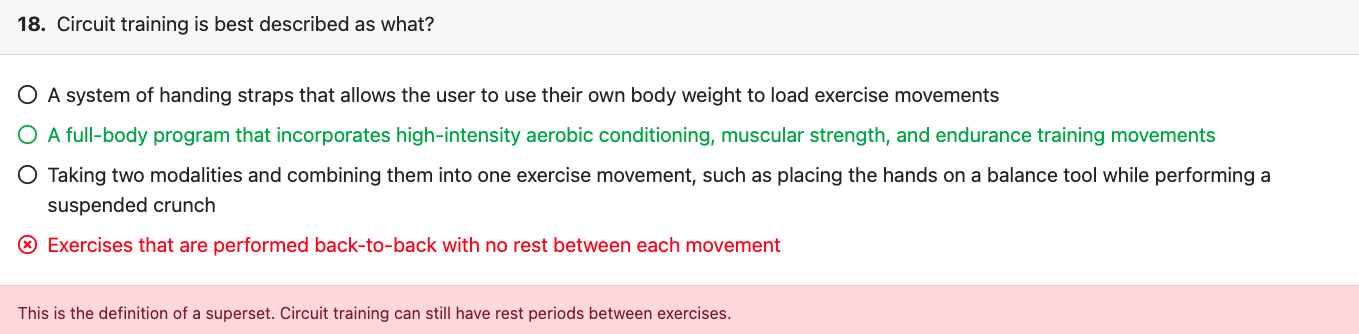 18. Circuit training is best described as what?
A system of handing straps that allows the user to use their own body weight to load exercise movements
A full-body program that incorporates high-intensity aerobic conditioning, muscular strength, and endurance training movements
Taking two modalities and combining them into one exercise movement, such as placing the hands on a balance tool while performing a
suspended crunch
Exercises that are performed back-to-back with no rest between each movement
This is the definition of a superset. Circuit training can still have rest periods between exercises.